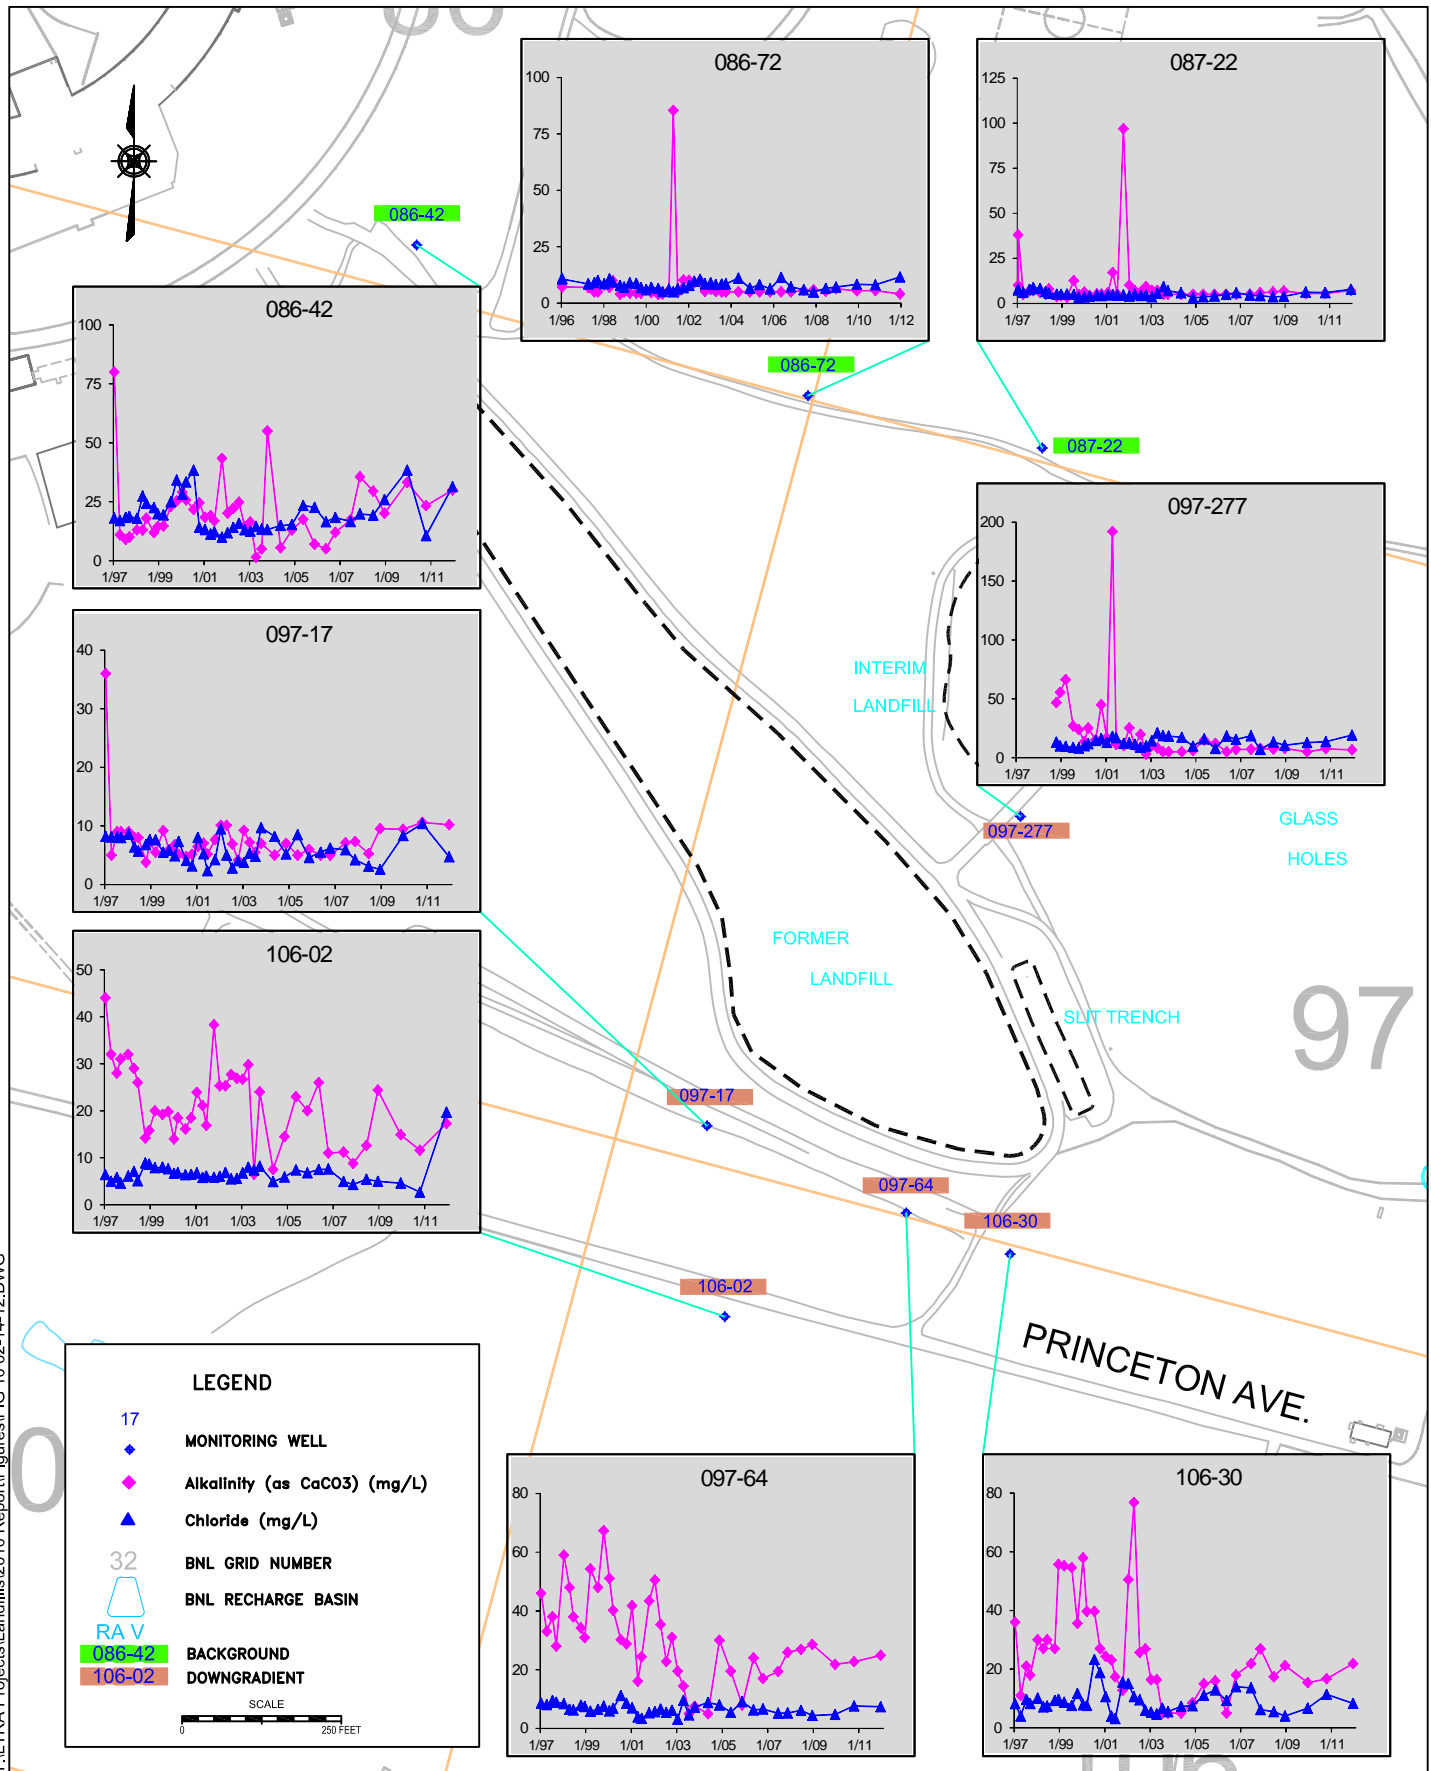 086-72
100
75
50
25
0
1/96 1/98 1/00 1/02 1/04 1/06 1/08 1/10 1/12
087-22
125
100
75
50
25
0
1/97 1/99 1/01 1/03 1/05 1/07 1/09 1/11
086-42
086-42
100
75
50
25
0
1/97 1/99 1/01 1/03 1/05 1/07 1/09 1/11
086-72
087-22
097-277
200
150
100
50
0
1/97 1/99 1/01 1/03 1/05 1/07 1/09 1/11
097-17
40
30
20
10
0
1/97 1/99 1/01 1/03 1/05 1/07 1/09 1/11
INTERIM
LANDFILL
097-277
GLASS
HOLES
106-02
50
40
30
20
10
0
1/97 1/99 1/01 1/03 1/05 1/07 1/09 1/11
FORMER
LANDFILL
SLIT TRENCH
97
097-17
097-64
106-30
106-02
PRINCETON AVE.
LEGEND
17
MONITORING WELL
Alkalinity (as CaCO3) (mg/L)
Chloride (mg/L)
32 BNL GRID NUMBER
BNL RECHARGE BASIN
RA V
086-42 BACKGROUND
106-02 DOWNGRADIENT
SCALE
0 250 FEET
097-64
80
60
40
20
0
1/97 1/99 1/01 1/03 1/05 1/07 1/09 1/11
106-30
80
60
40
20
0
1/97 1/99 1/01 1/03 1/05 1/07 1/09 1/11